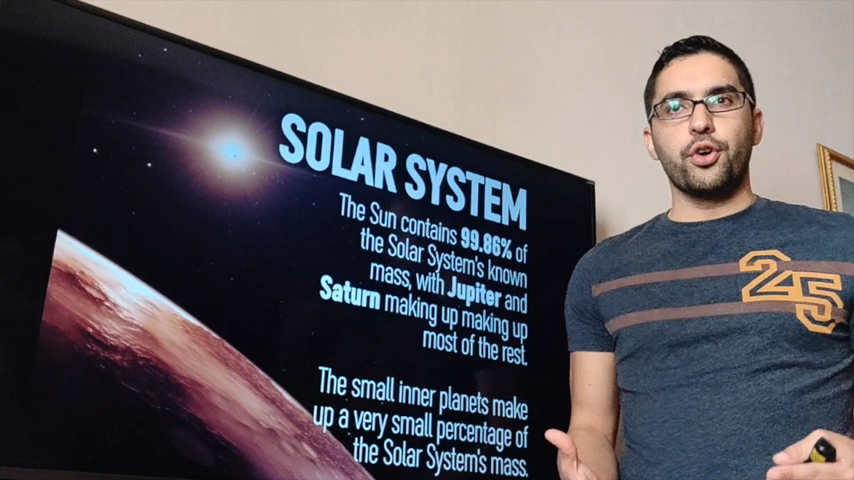 SOLAR SYSTEM
The Sun contains 99.86% of
the Solar System's known
mass, with Jupiter and
Saturn making up making up
most of the rest.
The small inner planets make
up a very small percentage of
the Solar System's mass.
25